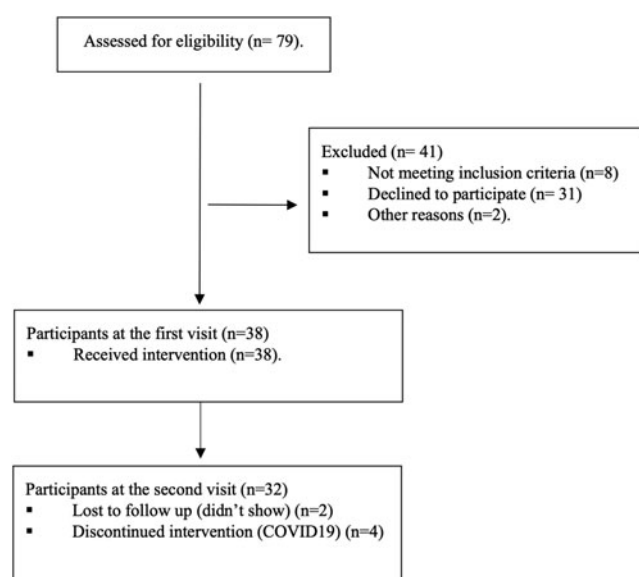 Assessed for eligibility (n= 79).
Excluded (n= 41)
▪ Not meeting inclusion criteria (n=8)
▪ Declined to participate (n= 31)
▪ Other reasons (n=2).
Participants at the first visit (n=38)
▪ Received intervention (n=38).
Participants at the second visit (n=32)
▪ Lost to follow up (didn’t show) (n=2)
▪ Discontinued intervention (COVID19) (n=4)